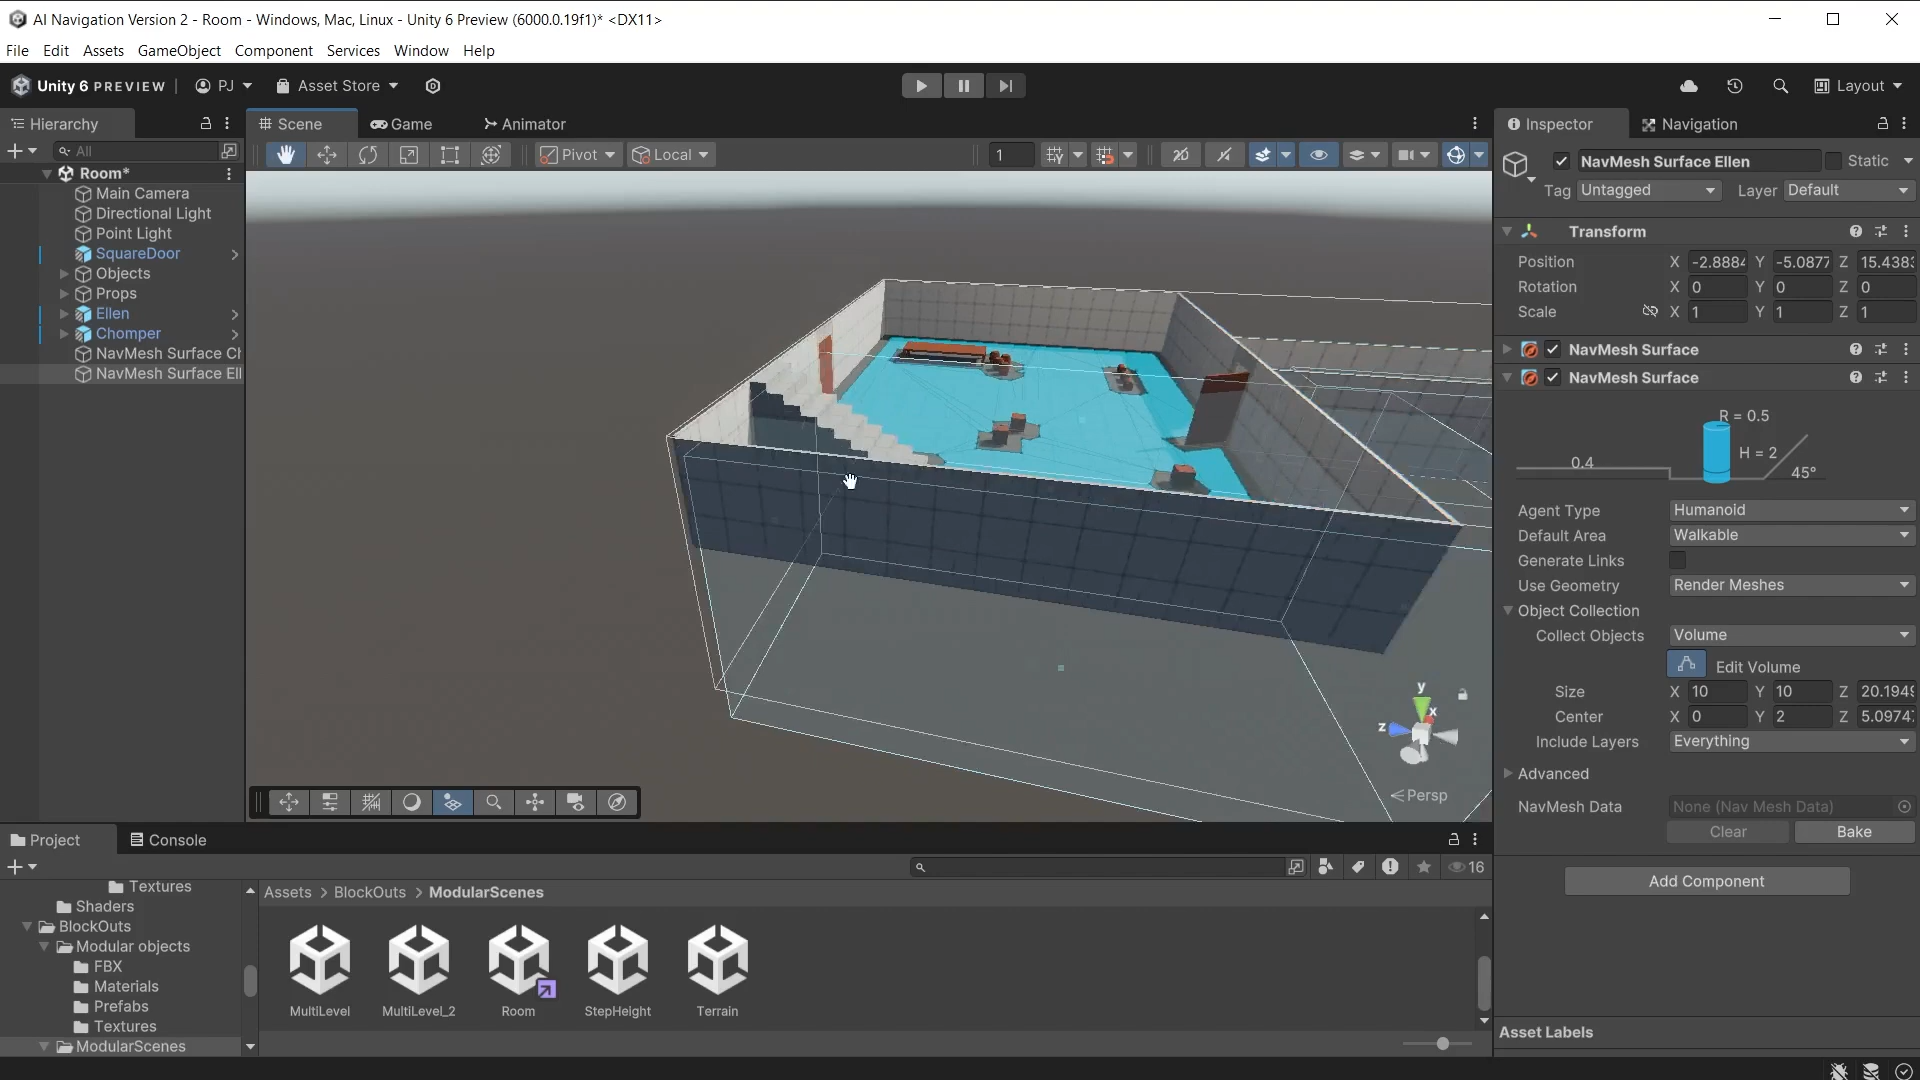 AI Navigation Version 2 - Room - Windows, Mac, Linux - Unity 6 Preview (6000.0.19f1)* <DX11>
File Edit Assets GameObject Component Services Window Help
Unity 6 PREVIEW PJ Asset Store Layout
Hierarchy
All
Room*
Main Camera
Directional Light
Point Light
SquareDoor
Objects
Props
Ellen
Chomper
NavMesh Surface Cl
NavMesh Surface Ell
Scene Game Animator
Pivot Local 1 2D
y
x
z
Persp
Inspector Navigation
NavMesh Surface Ellen Static
Tag Untagged Layer Default
Transform
Position X -2.8884 Y -5.0877 Z 15.4383
Rotation X 0 Y 0 Z 0
Scale X 1 Y 1 Z 1
NavMesh Surface
NavMesh Surface
R = 0.5
H = 2
0.4
45°
Agent Type Humanoid
Default Area Walkable
Generate Links
Use Geometry Render Meshes
Object Collection
Collect Objects Volume
Edit Volume
Size X 10 Y 10 Z 20.1949
Center X 0 Y 2 Z 5.0974
Include Layers Everything
Advanced
NavMesh Data None (Nav Mesh Data)
Clear Bake
Add Component
Asset Labels
Project Console
16
Textures
Shaders
BlockOuts
Modular objects
FBX
Materials
Prefabs
Textures
ModularScenes
Assets > BlockOuts > ModularScenes
MultiLevel MultiLevel_2 Room StepHeight Terrain